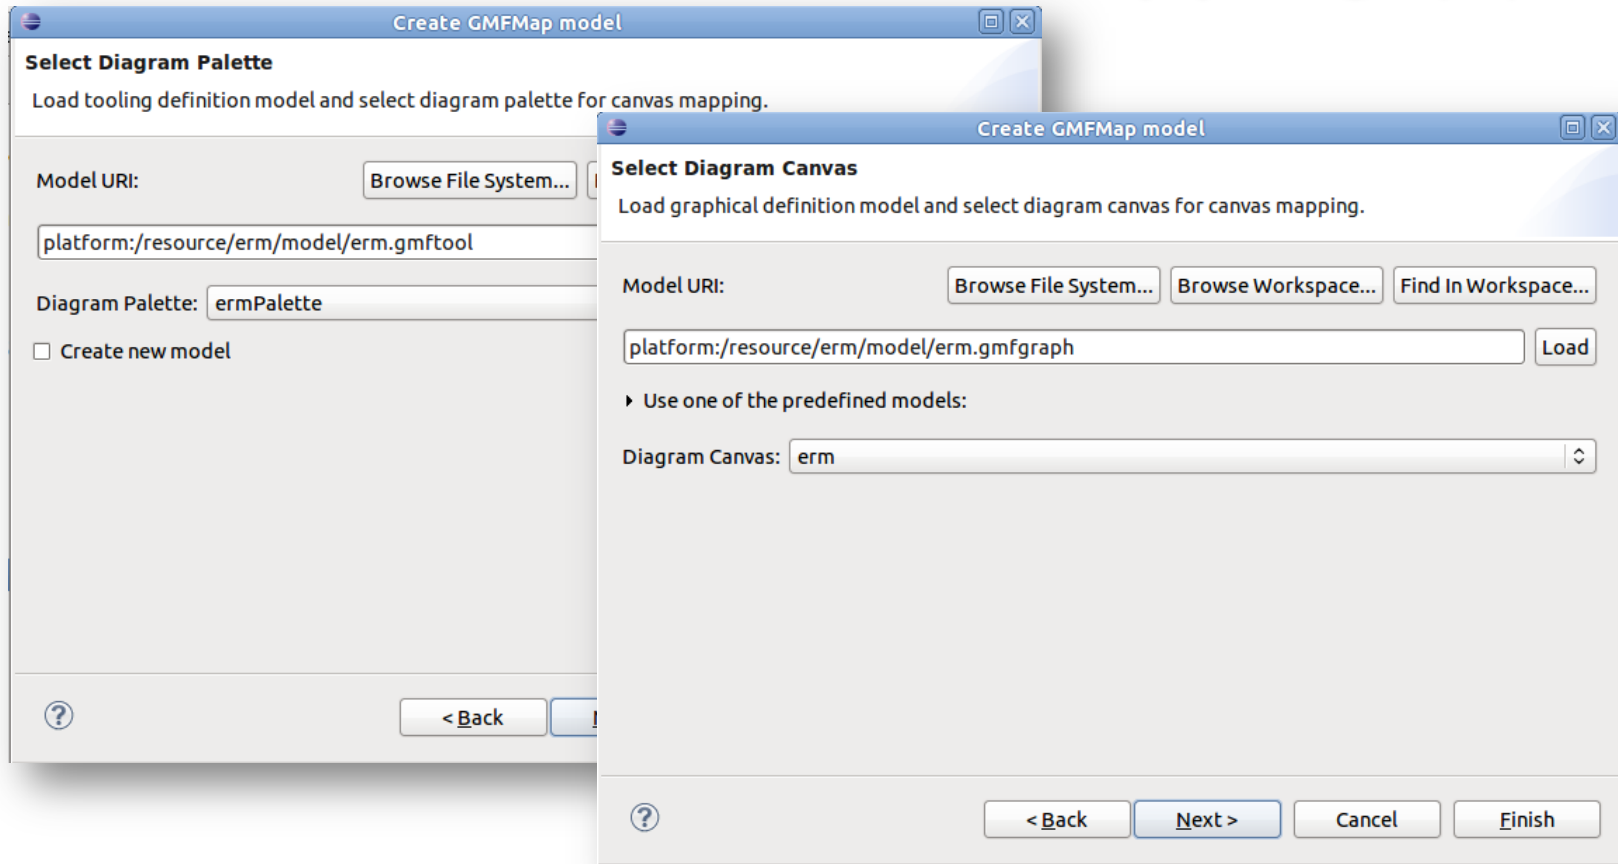 Create GMFMap model
Select Diagram Palette
Load tooling definition model and select diagram palette for canvas mapping.
Model URI:
Browse File System...
platform:/resource/erm/model/erm.gmftool
Diagram Palette: ermPalette
Create new model
< Back
Create GMFMap model
Select Diagram Canvas
Load graphical definition model and select diagram canvas for canvas mapping.
Model URI:
Browse File System... Browse Workspace... Find In Workspace...
platform:/resource/erm/model/erm.gmfgraph Load
Use one of the predefined models:
Diagram Canvas: erm
< Back Next > Cancel Finish